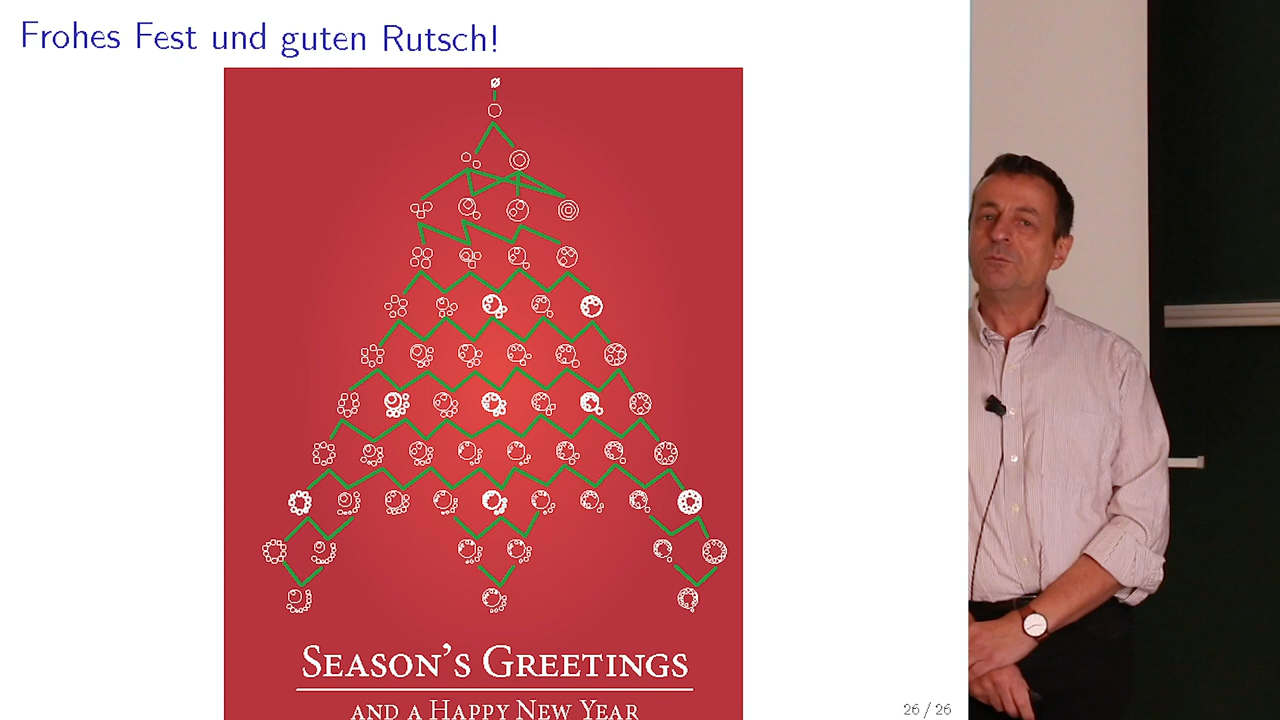 Frohes Fest und guten Rutsch!
∅
SEASON'S GREETINGS
AND A HAPPY NEW YEAR
26 / 26